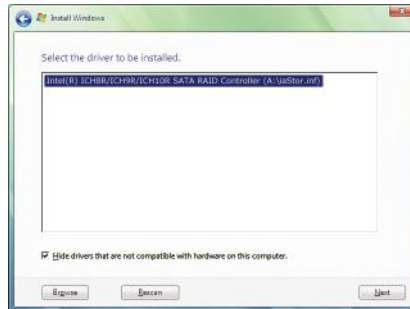 Install Windows
Select the driver to be installed.
Intel(R) ICH8R/ICH9R/ICH10R SATA RAID Controller (A:\iaStor.inf)
Hide drivers that are not compatible with hardware on this computer.
Browse
Rescan
Next